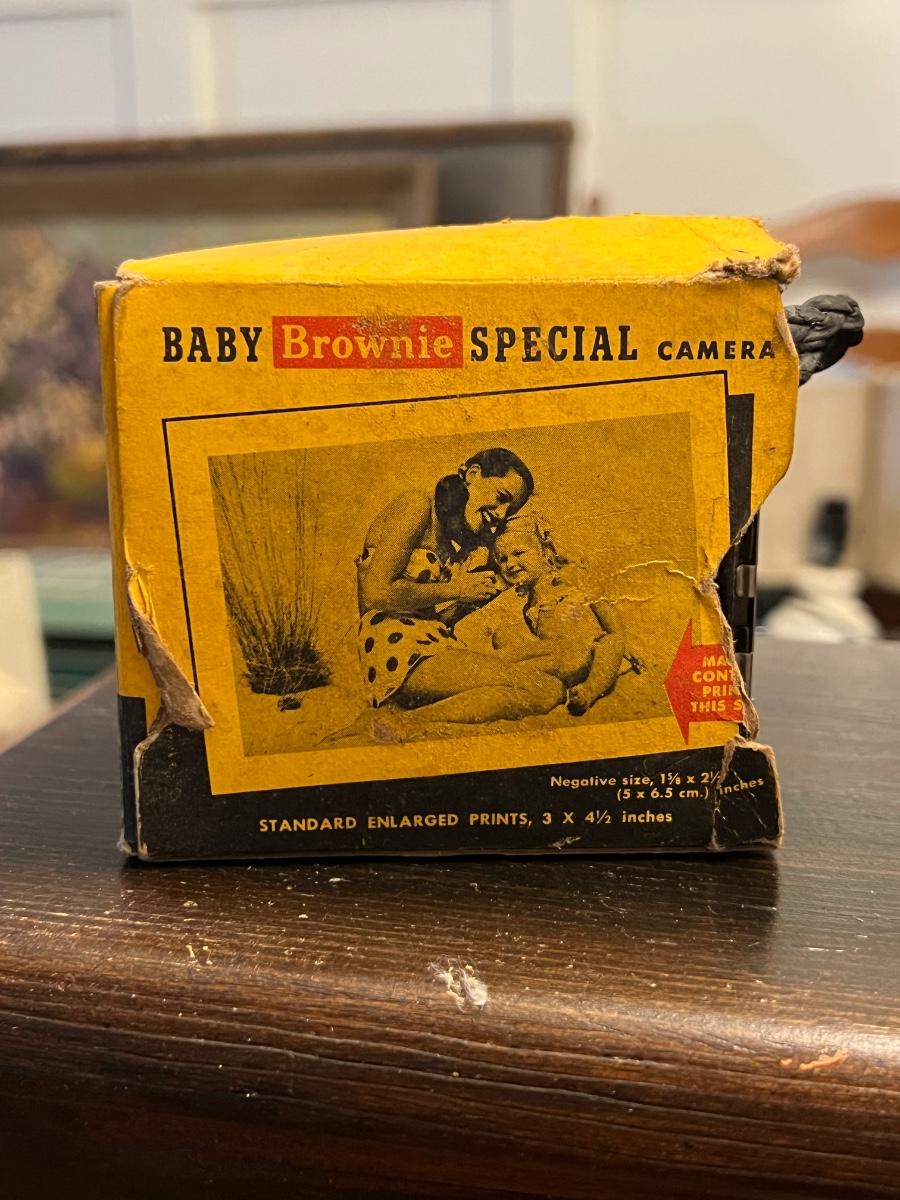 BABY Brownie SPECIAL CAMERA
THIS
Negative size, 1⅝ x 2½ inches
(5 x 6.5 cm.)
STANDARD ENLARGED PRINTS, 3 X 4½ inches